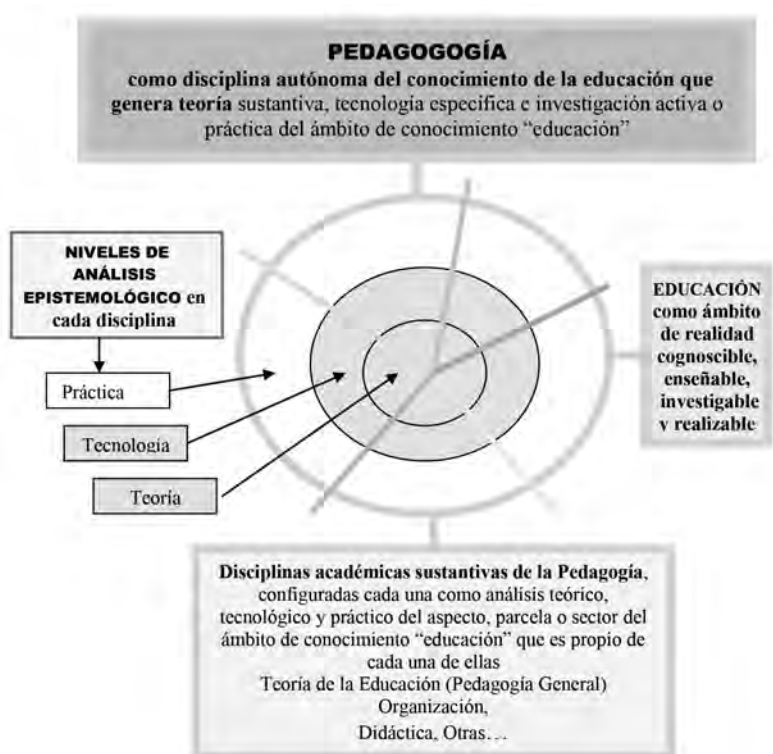 PEDAGOGOGÍA
como disciplina autónoma del conocimiento de la educación que
genera teoría sustantiva, tecnología específica e investigación activa o
práctica del ámbito de conocimiento “educación”
NIVELES DE
ANÁLISIS
EPISTEMOLÓGICO en
cada disciplina
Práctica
Tecnología
Teoría
EDUCACIÓN
como ámbito
de realidad
cognoscible,
enseñable,
investigable
y realizable
Disciplinas académicas sustantivas de la Pedagogía,
configuradas cada una como análisis teórico,
tecnológico y práctico del aspecto, parcela o sector del
ámbito de conocimiento “educación” que es propio de
cada una de ellas
Teoría de la Educación (Pedagogía General)
Organización,
Didáctica, Otras…